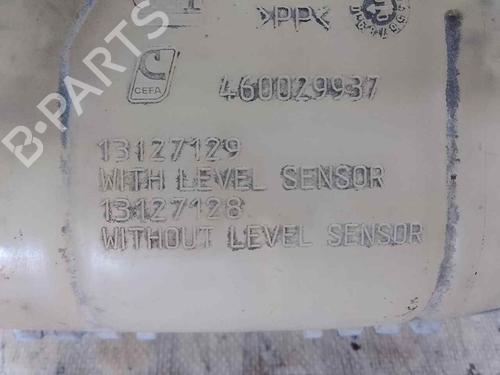 >PP<
CEFA
460029937
13127129
WITH LEVEL SENSOR
13127128
WITHOUT LEVEL SENSOR
B-PARTS